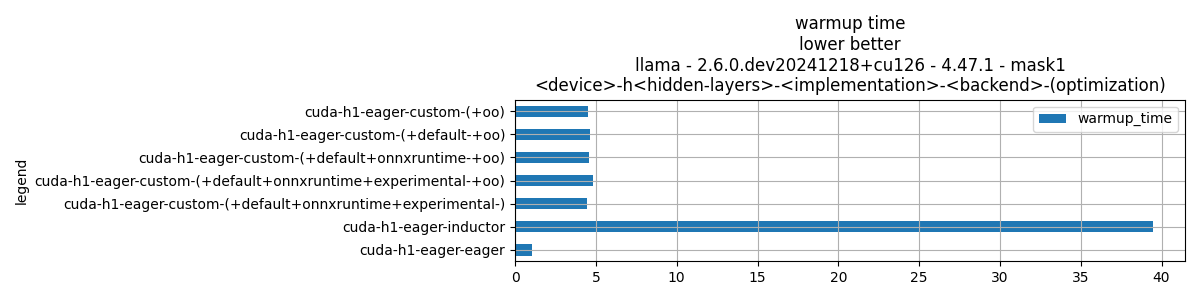 warmup time
lower better
llama - 2.6.0.dev20241218+cu126 - 4.47.1 - mask1
<device>-h<hidden-layers>-<implementation>-<backend>-(optimization)
legend
cuda-h1-eager-custom-(+oo)
cuda-h1-eager-custom-(+default-+oo)
cuda-h1-eager-custom-(+default+onnxruntime-+oo)
cuda-h1-eager-custom-(+default+onnxruntime+experimental-+oo)
cuda-h1-eager-custom-(+default+onnxruntime+experimental-)
cuda-h1-eager-inductor
cuda-h1-eager-eager
warmup_time
0 5 10 15 20 25 30 35 40